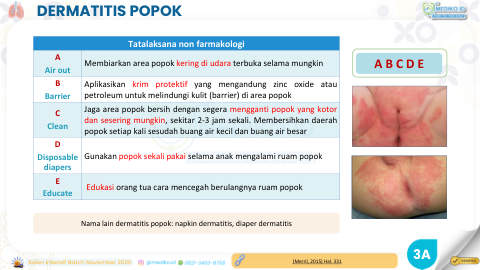 DERMATITIS POPOK
Tatalaksana non farmakologi
A
Air out
Membiarkan area popok kering di udara terbuka selama mungkin
B
Barrier
Aplikasikan krim protektif yang mengandung zinc oxide atau
petroleum untuk melindungi kulit (barrier) di area popok
C
Clean
Jaga area popok bersih dengan segera mengganti popok yang kotor
dan sesering mungkin, sekitar 2-3 jam sekali. Membersihkan daerah
popok setiap kali sesudah buang air kecil dan buang air besar
D
Disposable
diapers
Gunakan popok sekali pakai selama anak mengalami ruam popok
E
Educate
Edukasi orang tua cara mencegah berulangnya ruam popok
A B C D E
Nama lain dermatitis popok: napkin dermatitis, diaper dermatitis
3A